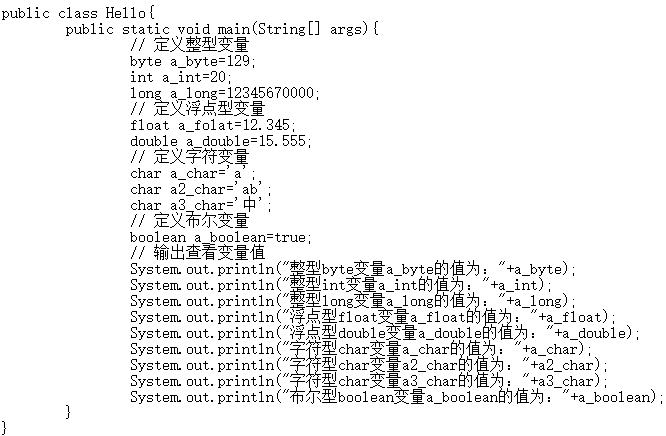 public class Hello{
public static void main(String[] args){
// 定义整型变量
byte a_byte=129;
int a_int=20;
long a_long=12345670000;
// 定义浮点型变量
float a_folat=12.345;
double a_double=15.555;
// 定义字符变量
char a_char='a';
char a2_char='ab';
char a3_char='中';
// 定义布尔变量
boolean a_boolean=true;
// 输出查看变量值
System.out.println("整型byte变量a_byte的值为："+a_byte);
System.out.println("整型int变量a_int的值为："+a_int);
System.out.println("整型long变量a_long的值为："+a_long);
System.out.println("浮点型float变量a_float的值为："+a_float);
System.out.println("浮点型double变量a_double的值为："+a_double);
System.out.println("字符型char变量a_char的值为："+a_char);
System.out.println("字符型char变量a2_char的值为："+a2_char);
System.out.println("字符型char变量a3_char的值为："+a3_char);
System.out.println("布尔型boolean变量a_boolean的值为："+a_boolean);
}
}